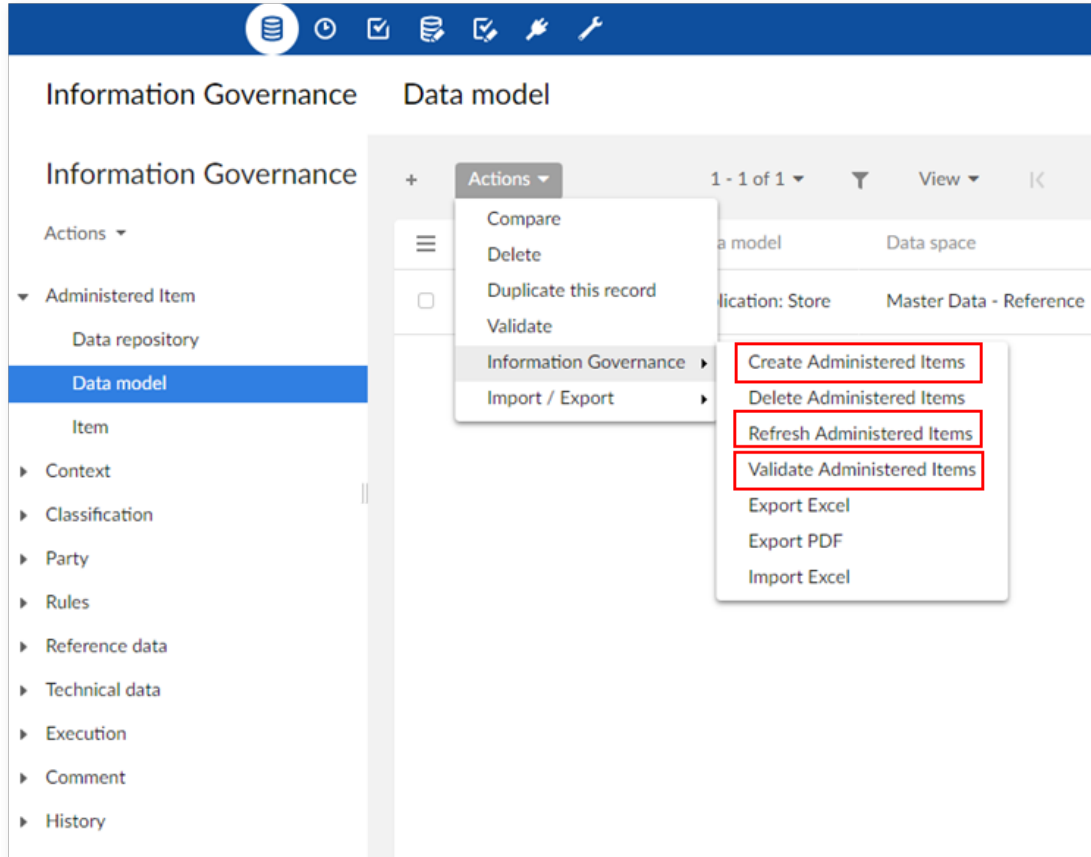 Information Governance
Data model
Information Governance
Actions
Administered Item
Data repository
Data model
Item
Context
Classification
Party
Rules
Reference data
Technical data
Execution
Comment
History
+ Actions 1 - 1 of 1 View
a model Data space
lication: Store Master Data - Reference
Compare
Delete
Duplicate this record
Validate
Information Governance
Import / Export
Create Administered Items
Delete Administered Items
Refresh Administered Items
Validate Administered Items
Export Excel
Export PDF
Import Excel